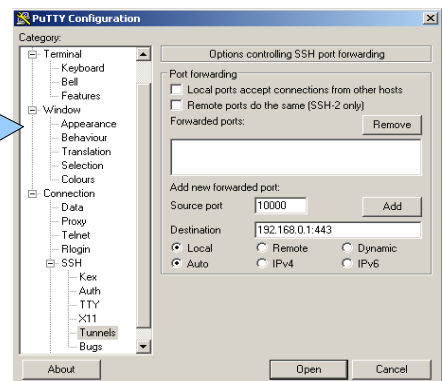 PuTTY Configuration
Category:
Terminal
Keyboard
Bell
Features
Window
Appearance
Behaviour
Translation
Selection
Colours
Connection
Data
Proxy
Telnet
Rlogin
SSH
Kex
Auth
TTY
X11
Tunnels
Bugs
Options controlling SSH port forwarding
Port forwarding
Local ports accept connections from other hosts
Remote ports do the same (SSH-2 only)
Forwarded ports:
Remove
Add new forwarded port:
Source port 10000 Add
Destination 192.168.0.1:443
Local Remote Dynamic
Auto IPv4 IPv6
About Open Cancel